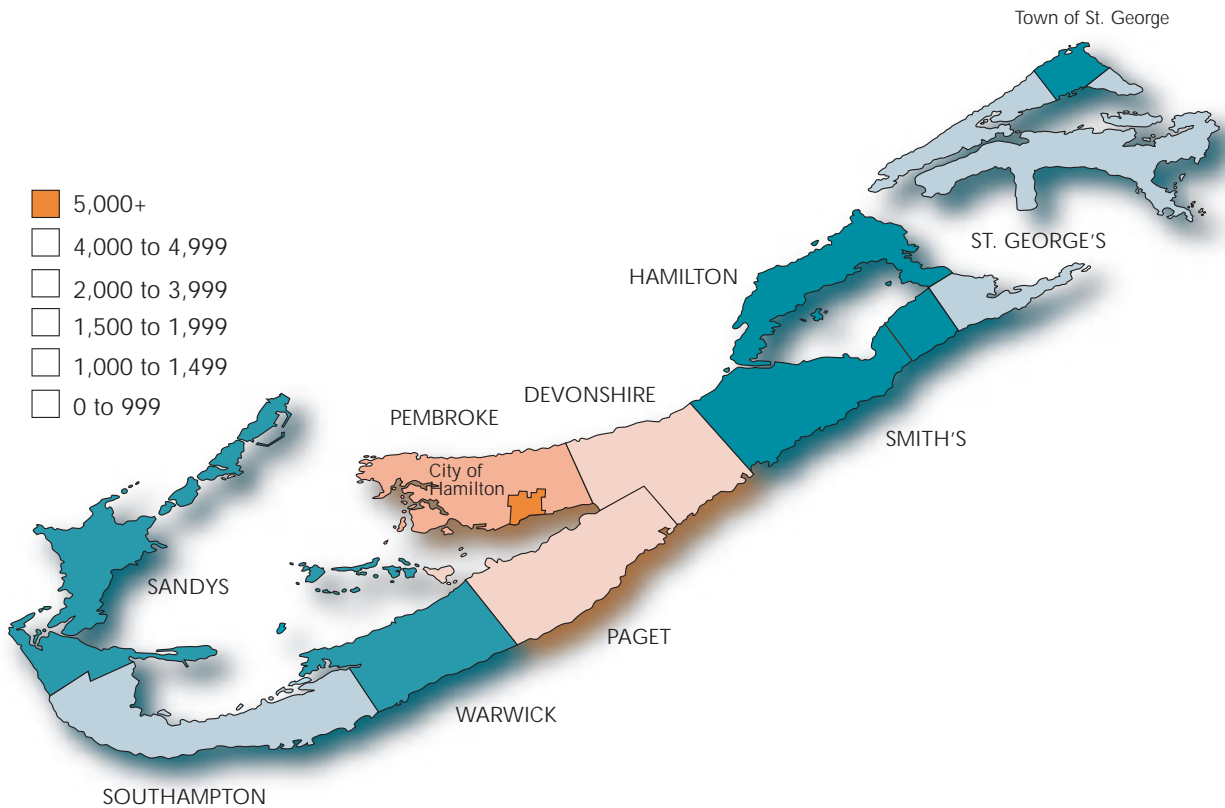 Town of St. George
5,000+
4,000 to 4,999
2,000 to 3,999
1,500 to 1,999
1,000 to 1,499
0 to 999
ST. GEORGE'S
HAMILTON
DEVONSHIRE
PEMBROKE
SMITH'S
City of
Hamilton
SANDYS
PAGET
WARWICK
SOUTHAMPTON